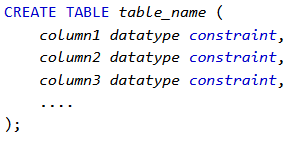 CREATE TABLE table_name (
    column1 datatype constraint,
    column2 datatype constraint,
    column3 datatype constraint,
    ....
);